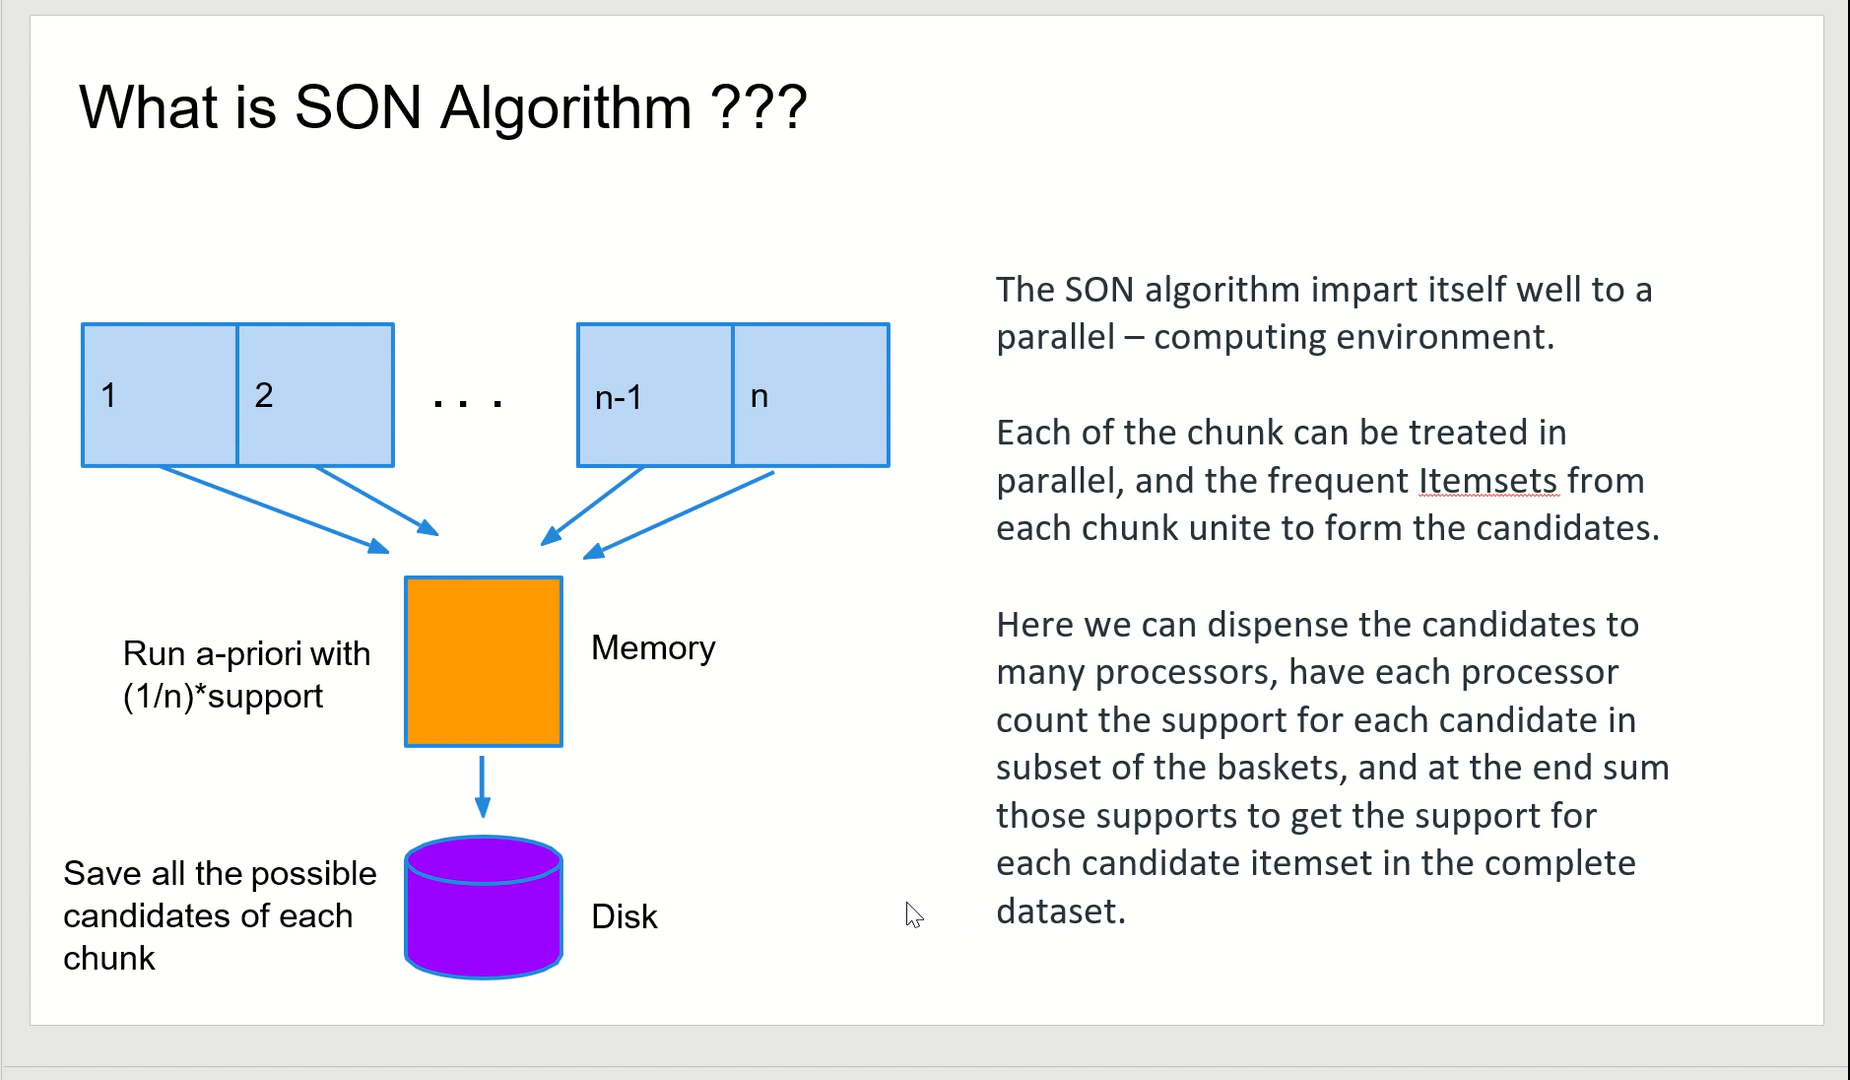 What is SON Algorithm ???
1
2
. . .
n-1
n
Run a-priori with
(1/n)*support
Memory
Save all the possible
candidates of each
chunk
Disk
The SON algorithm impart itself well to a
parallel – computing environment.
Each of the chunk can be treated in
parallel, and the frequent Itemsets from
each chunk unite to form the candidates.
Here we can dispense the candidates to
many processors, have each processor
count the support for each candidate in
subset of the baskets, and at the end sum
those supports to get the support for
each candidate itemset in the complete
dataset.